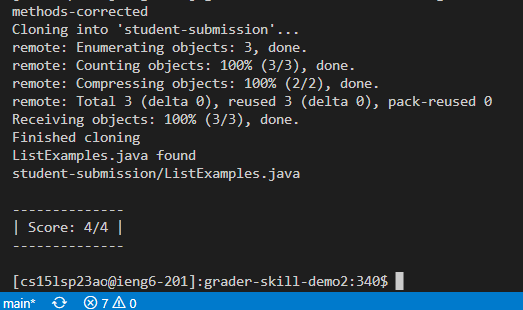 methods-corrected
Cloning into 'student-submission'...
remote: Enumerating objects: 3, done.
remote: Counting objects: 100% (3/3), done.
remote: Compressing objects: 100% (2/2), done.
remote: Total 3 (delta 0), reused 3 (delta 0), pack-reused 0
Receiving objects: 100% (3/3), done.
Finished cloning
ListExamples.java found
student-submission/ListExamples.java
--------------
| Score: 4/4 |
--------------
[cs15lsp23ao@ieng6-201]:grader-skill-demo2:340$
main* 7 0